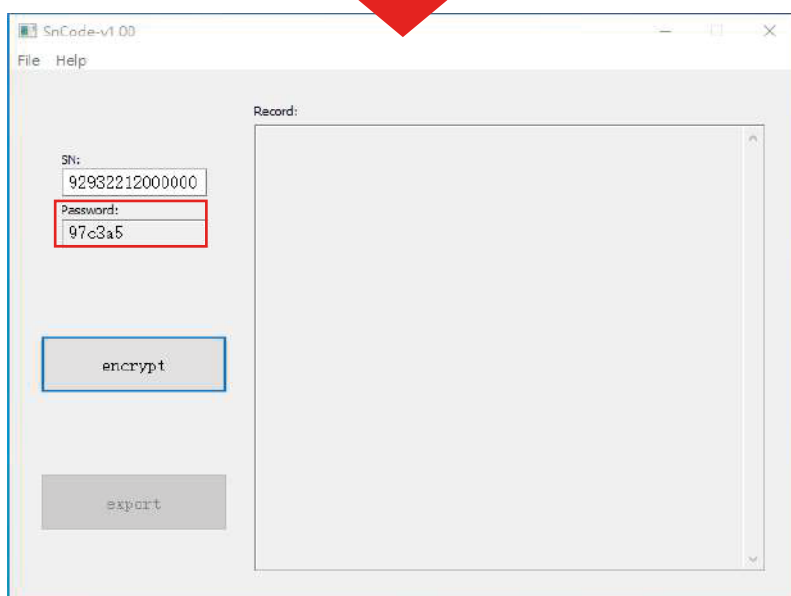 SnCode-v1.00
File Help
Record:
SN:
92932212000000
Password:
97c3a5
encrypt
export